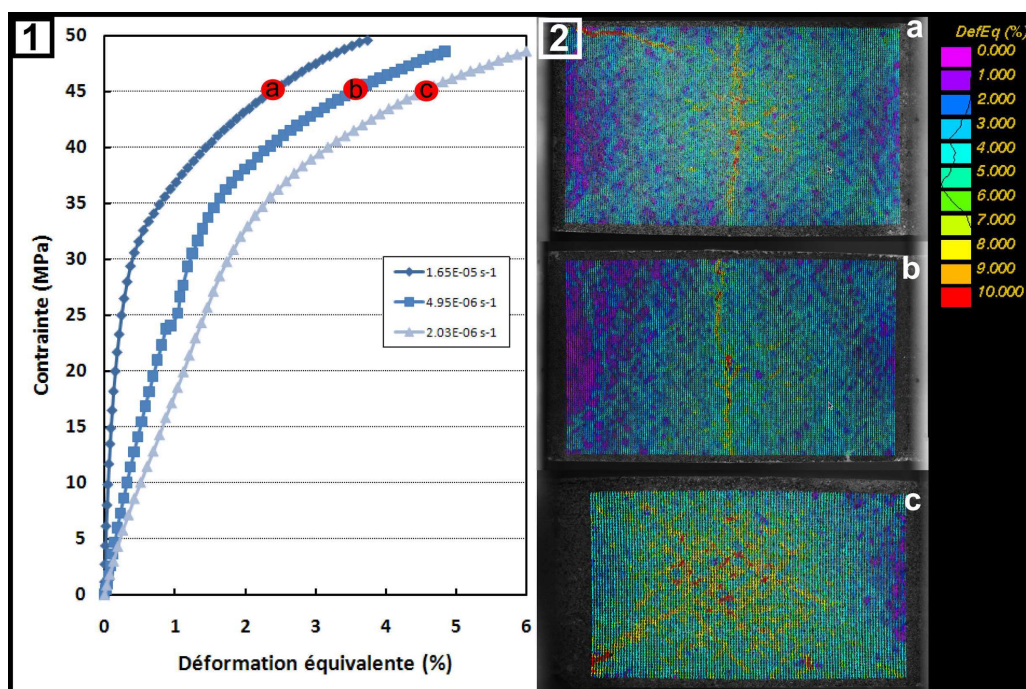 1
50
45
40
35
30
25
20
15
10
5
0
Contrainte (MPa)
a
b
c
1.65E-05 s-1
4.95E-06 s-1
2.03E-06 s-1
0 1 2 3 4 5 6
Déformation équivalente (%)
2
a
b
c
DefEq (%)
0.000
1.000
2.000
3.000
4.000
5.000
6.000
7.000
8.000
9.000
10.000